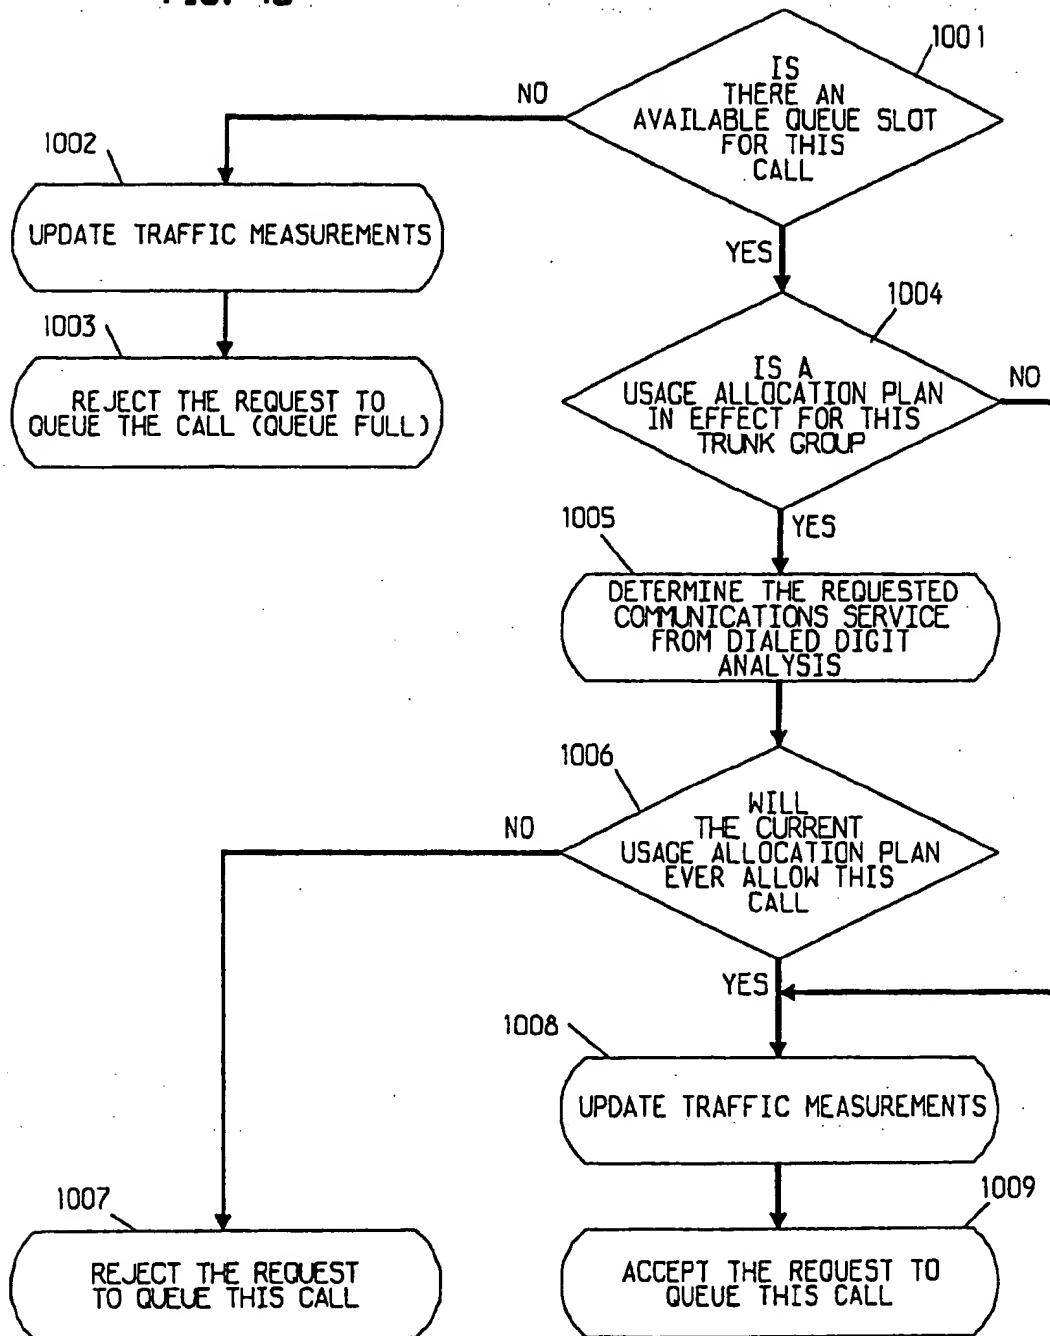 1001
IS
THERE AN
AVAILABLE QUEUE SLOT
FOR THIS
CALL
NO
1002
UPDATE TRAFFIC MEASUREMENTS
YES
1003
REJECT THE REQUEST TO
QUEUE THE CALL (QUEUE FULL)
1004
IS A
USAGE ALLOCATION PLAN
IN EFFECT FOR THIS
TRUNK GROUP
NO
YES
1005
DETERMINE THE REQUESTED
COMMUNICATIONS SERVICE
FROM DIALED DIGIT
ANALYSIS
1006
WILL
THE CURRENT
USAGE ALLOCATION PLAN
EVER ALLOW THIS
CALL
NO
YES
1008
UPDATE TRAFFIC MEASUREMENTS
1007
REJECT THE REQUEST
TO QUEUE THIS CALL
1009
ACCEPT THE REQUEST TO
QUEUE THIS CALL